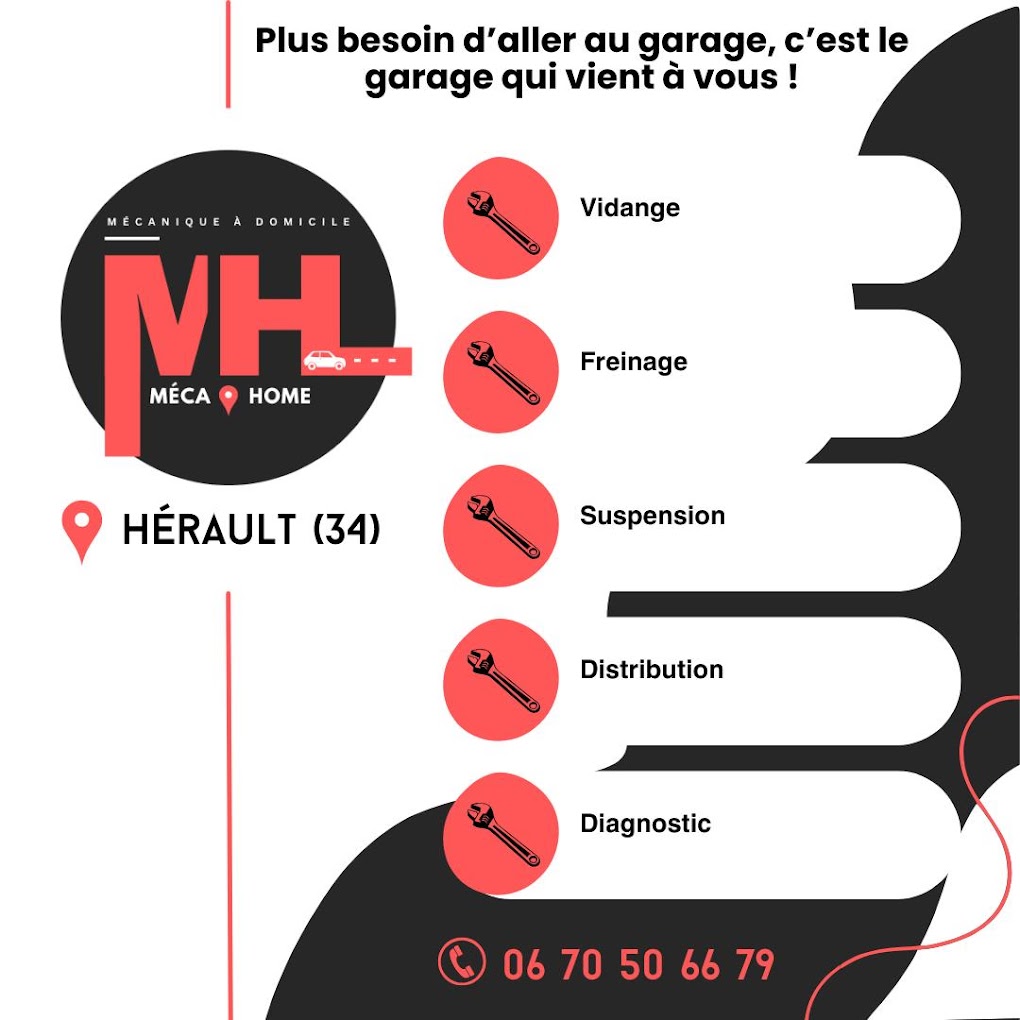 Plus besoin d’aller au garage, c’est le
garage qui vient à vous !
MÉCANIQUE À DOMICILE
MH
MÉCA HOME
HÉRAULT (34)
Vidange
Freinage
Suspension
Distribution
Diagnostic
06 70 50 66 79